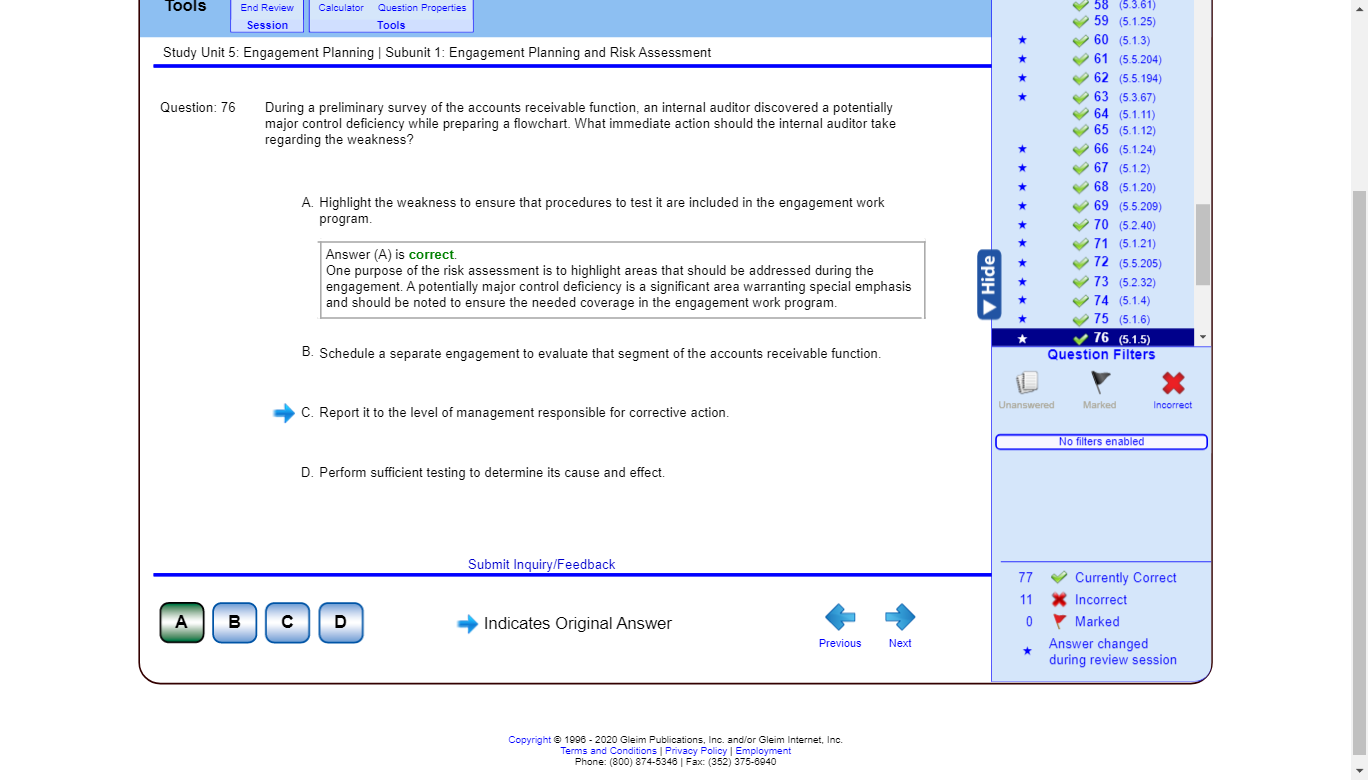 Tools
End Review
Session
Calculator Question Properties
Tools
Study Unit 5: Engagement Planning | Subunit 1: Engagement Planning and Risk Assessment
Question: 76
During a preliminary survey of the accounts receivable function, an internal auditor discovered a potentially
major control deficiency while preparing a flowchart. What immediate action should the internal auditor take
regarding the weakness?
A. Highlight the weakness to ensure that procedures to test it are included in the engagement work
program.
Answer (A) is correct.
One purpose of the risk assessment is to highlight areas that should be addressed during the
engagement. A potentially major control deficiency is a significant area warranting special emphasis
and should be noted to ensure the needed coverage in the engagement work program.
B. Schedule a separate engagement to evaluate that segment of the accounts receivable function.
C. Report it to the level of management responsible for corrective action.
D. Perform sufficient testing to determine its cause and effect.
Submit Inquiry/Feedback
A B C D
Indicates Original Answer
Previous
Next
Hide
58 (5.3.61)
59 (5.1.25)
60 (5.1.3)
61 (5.5.204)
62 (5.5.194)
63 (5.3.67)
64 (5.1.11)
65 (5.1.12)
66 (5.1.24)
67 (5.1.2)
68 (5.1.20)
69 (5.5.209)
70 (5.2.40)
71 (5.1.21)
72 (5.5.205)
73 (5.2.32)
74 (5.1.4)
75 (5.1.6)
76 (5.1.5)
Question Filters
Unanswered
Marked
Incorrect
No filters enabled
77 Currently Correct
11 Incorrect
0 Marked
Answer changed
during review session
Copyright © 1996 - 2020 Gleim Publications, Inc. and/or Gleim Internet, Inc.
Terms and Conditions | Privacy Policy | Employment
Phone: (800) 874-5346 | Fax: (352) 375-6940